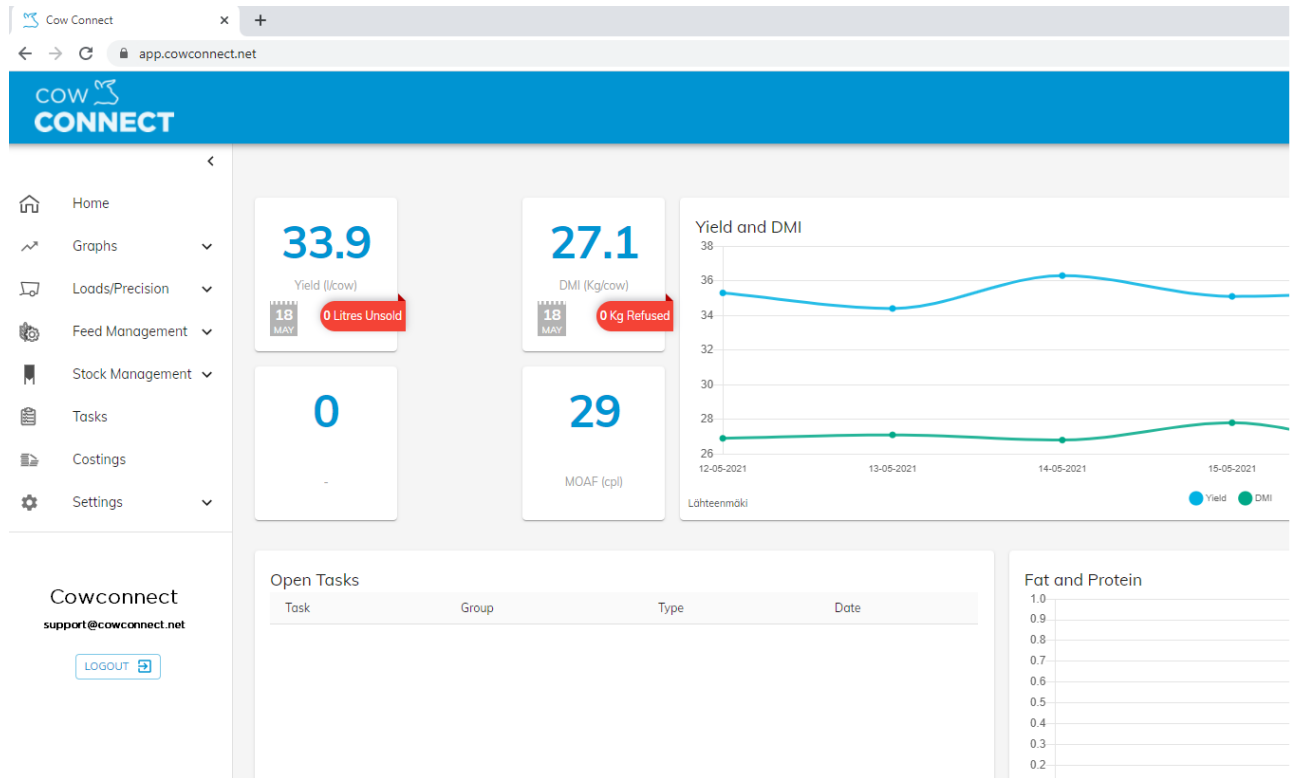 Cow Connect
app.cowconnect.net
COW
CONNECT
Home
Graphs
Loads/Precision
Feed Management
Stock Management
Tasks
Costings
Settings
Cowconnect
support@cowconnect.net
LOGOUT
33.9
Yield (l/cow)
18
MAY
0 Litres Unsold
27.1
DMI (Kg/cow)
18
MAY
0 Kg Refused
0
-
29
MOAF (cpl)
Yield and DMI
38
36
34
32
30
28
26
12-05-2021 13-05-2021 14-05-2021 15-05-2021
Lähteenmäki
Yield DMI
Open Tasks
Task Group Type Date
Fat and Protein
1.0
0.9
0.8
0.7
0.6
0.5
0.4
0.3
0.2